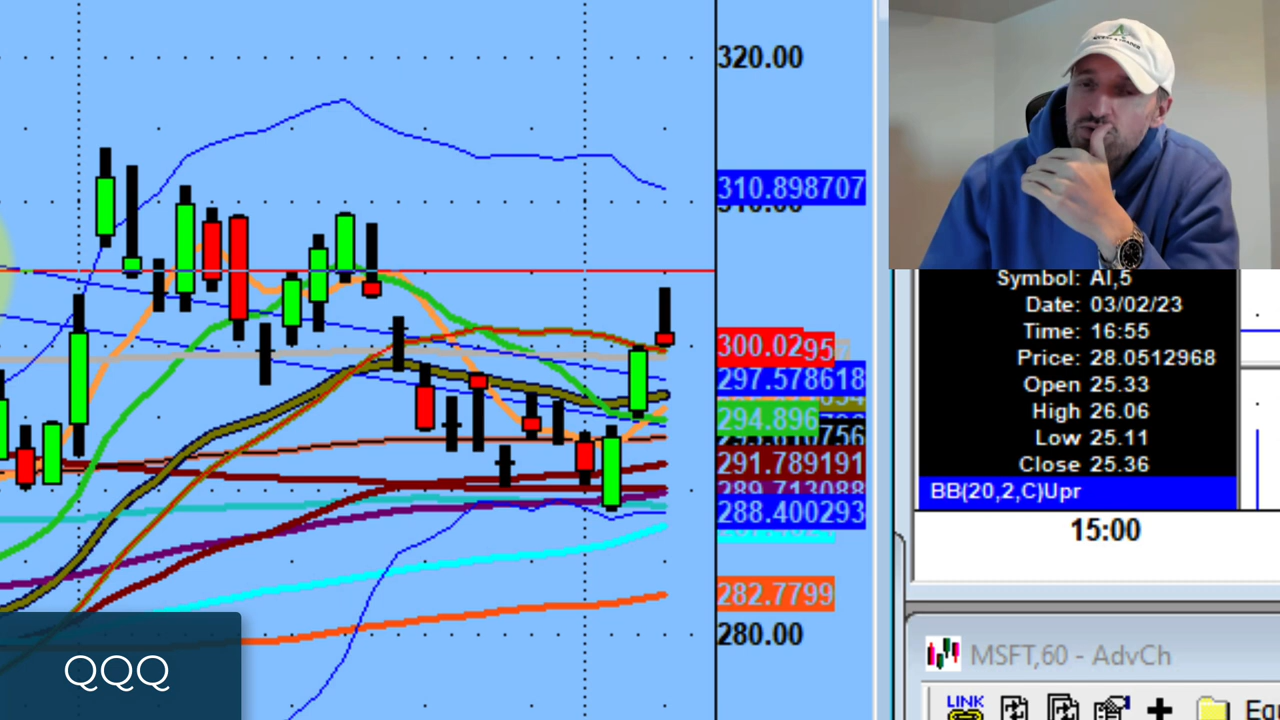 320.00
310.898707
300.02
297.578618
294.896
291.789191
289.713088
288.400293
282.7799
280.00
QQQ
Symbol: AI,5
Date: 03/02/23
Time: 16:55
Price: 28.0512968
Open 25.33
High 26.06
Low 25.11
Close 25.36
BB(20,2,C)Upr
15:00
MSFT,60 - AdvCh
LINK